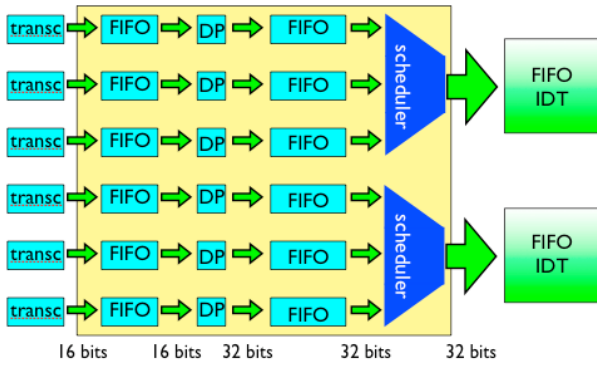 transc FIFO DP FIFO
transc FIFO DP FIFO
transc FIFO DP FIFO
scheduler
FIFO
IDT
transc FIFO DP FIFO
transc FIFO DP FIFO
transc FIFO DP FIFO
scheduler
FIFO
IDT
16 bits 16 bits 32 bits 32 bits 32 bits